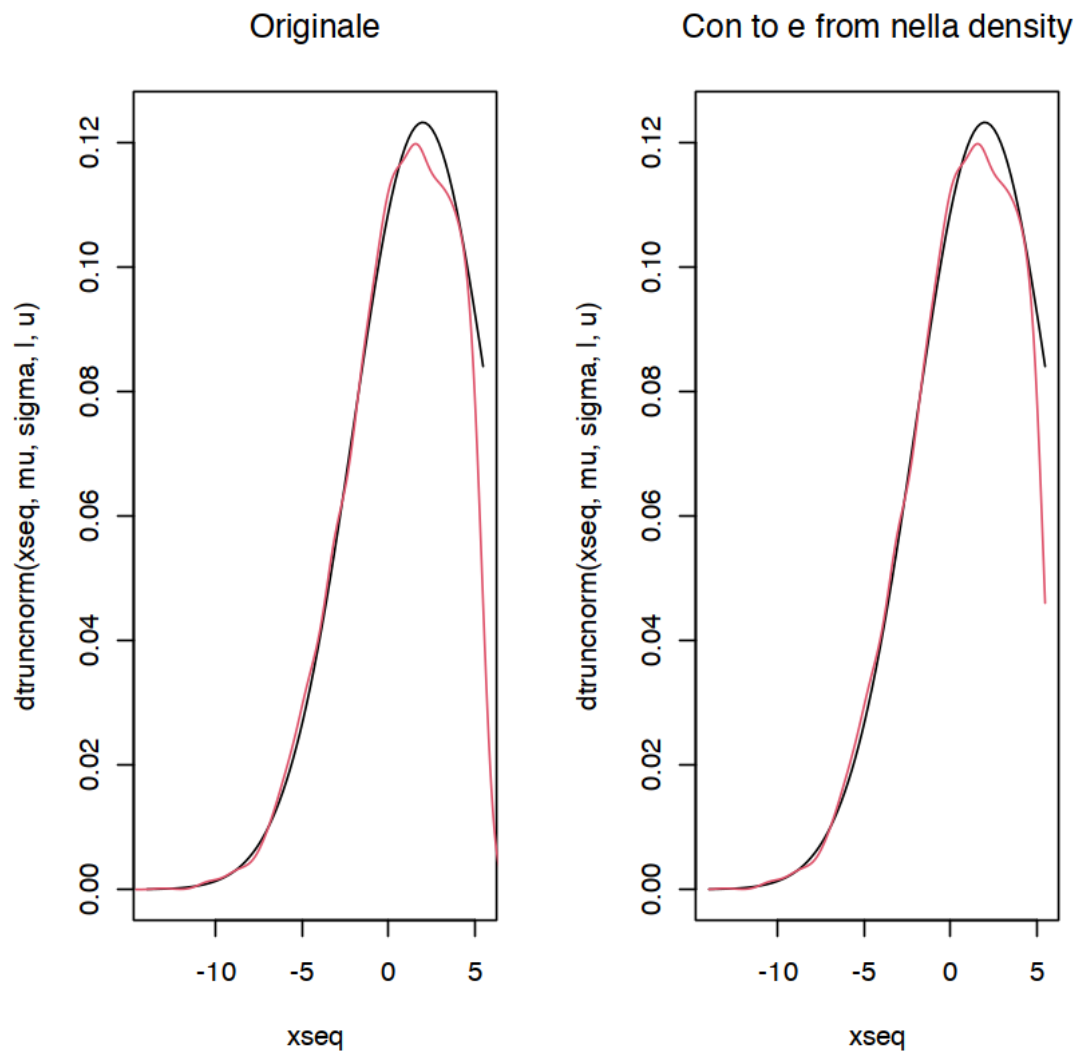 Originale
dtruncnorm(xseq, mu, sigma, l, u)
0.12
0.10
0.08
0.06
0.04
0.02
0.00
-10 -5 0 5
xseq
Con to e from nella density
dtruncnorm(xseq, mu, sigma, l, u)
0.12
0.10
0.08
0.06
0.04
0.02
0.00
-10 -5 0 5
xseq